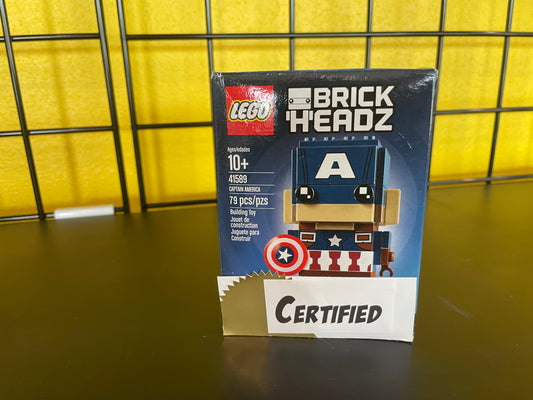 LEGO
BRICK
HEADZ
Ages/edades
10+
41589
CAPTAIN AMERICA
79 pcs/pzs
Building Toy
Jouet de
construction
Juguete para
Construir
A
CERTIFIED